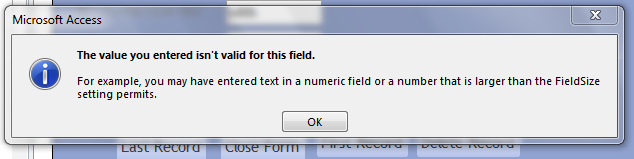 Microsoft Access
The value you entered isn't valid for this field.
For example, you may have entered text in a numeric field or a number that is larger than the FieldSize
setting permits.
OK
Last Record Close Form First Record Delete Record